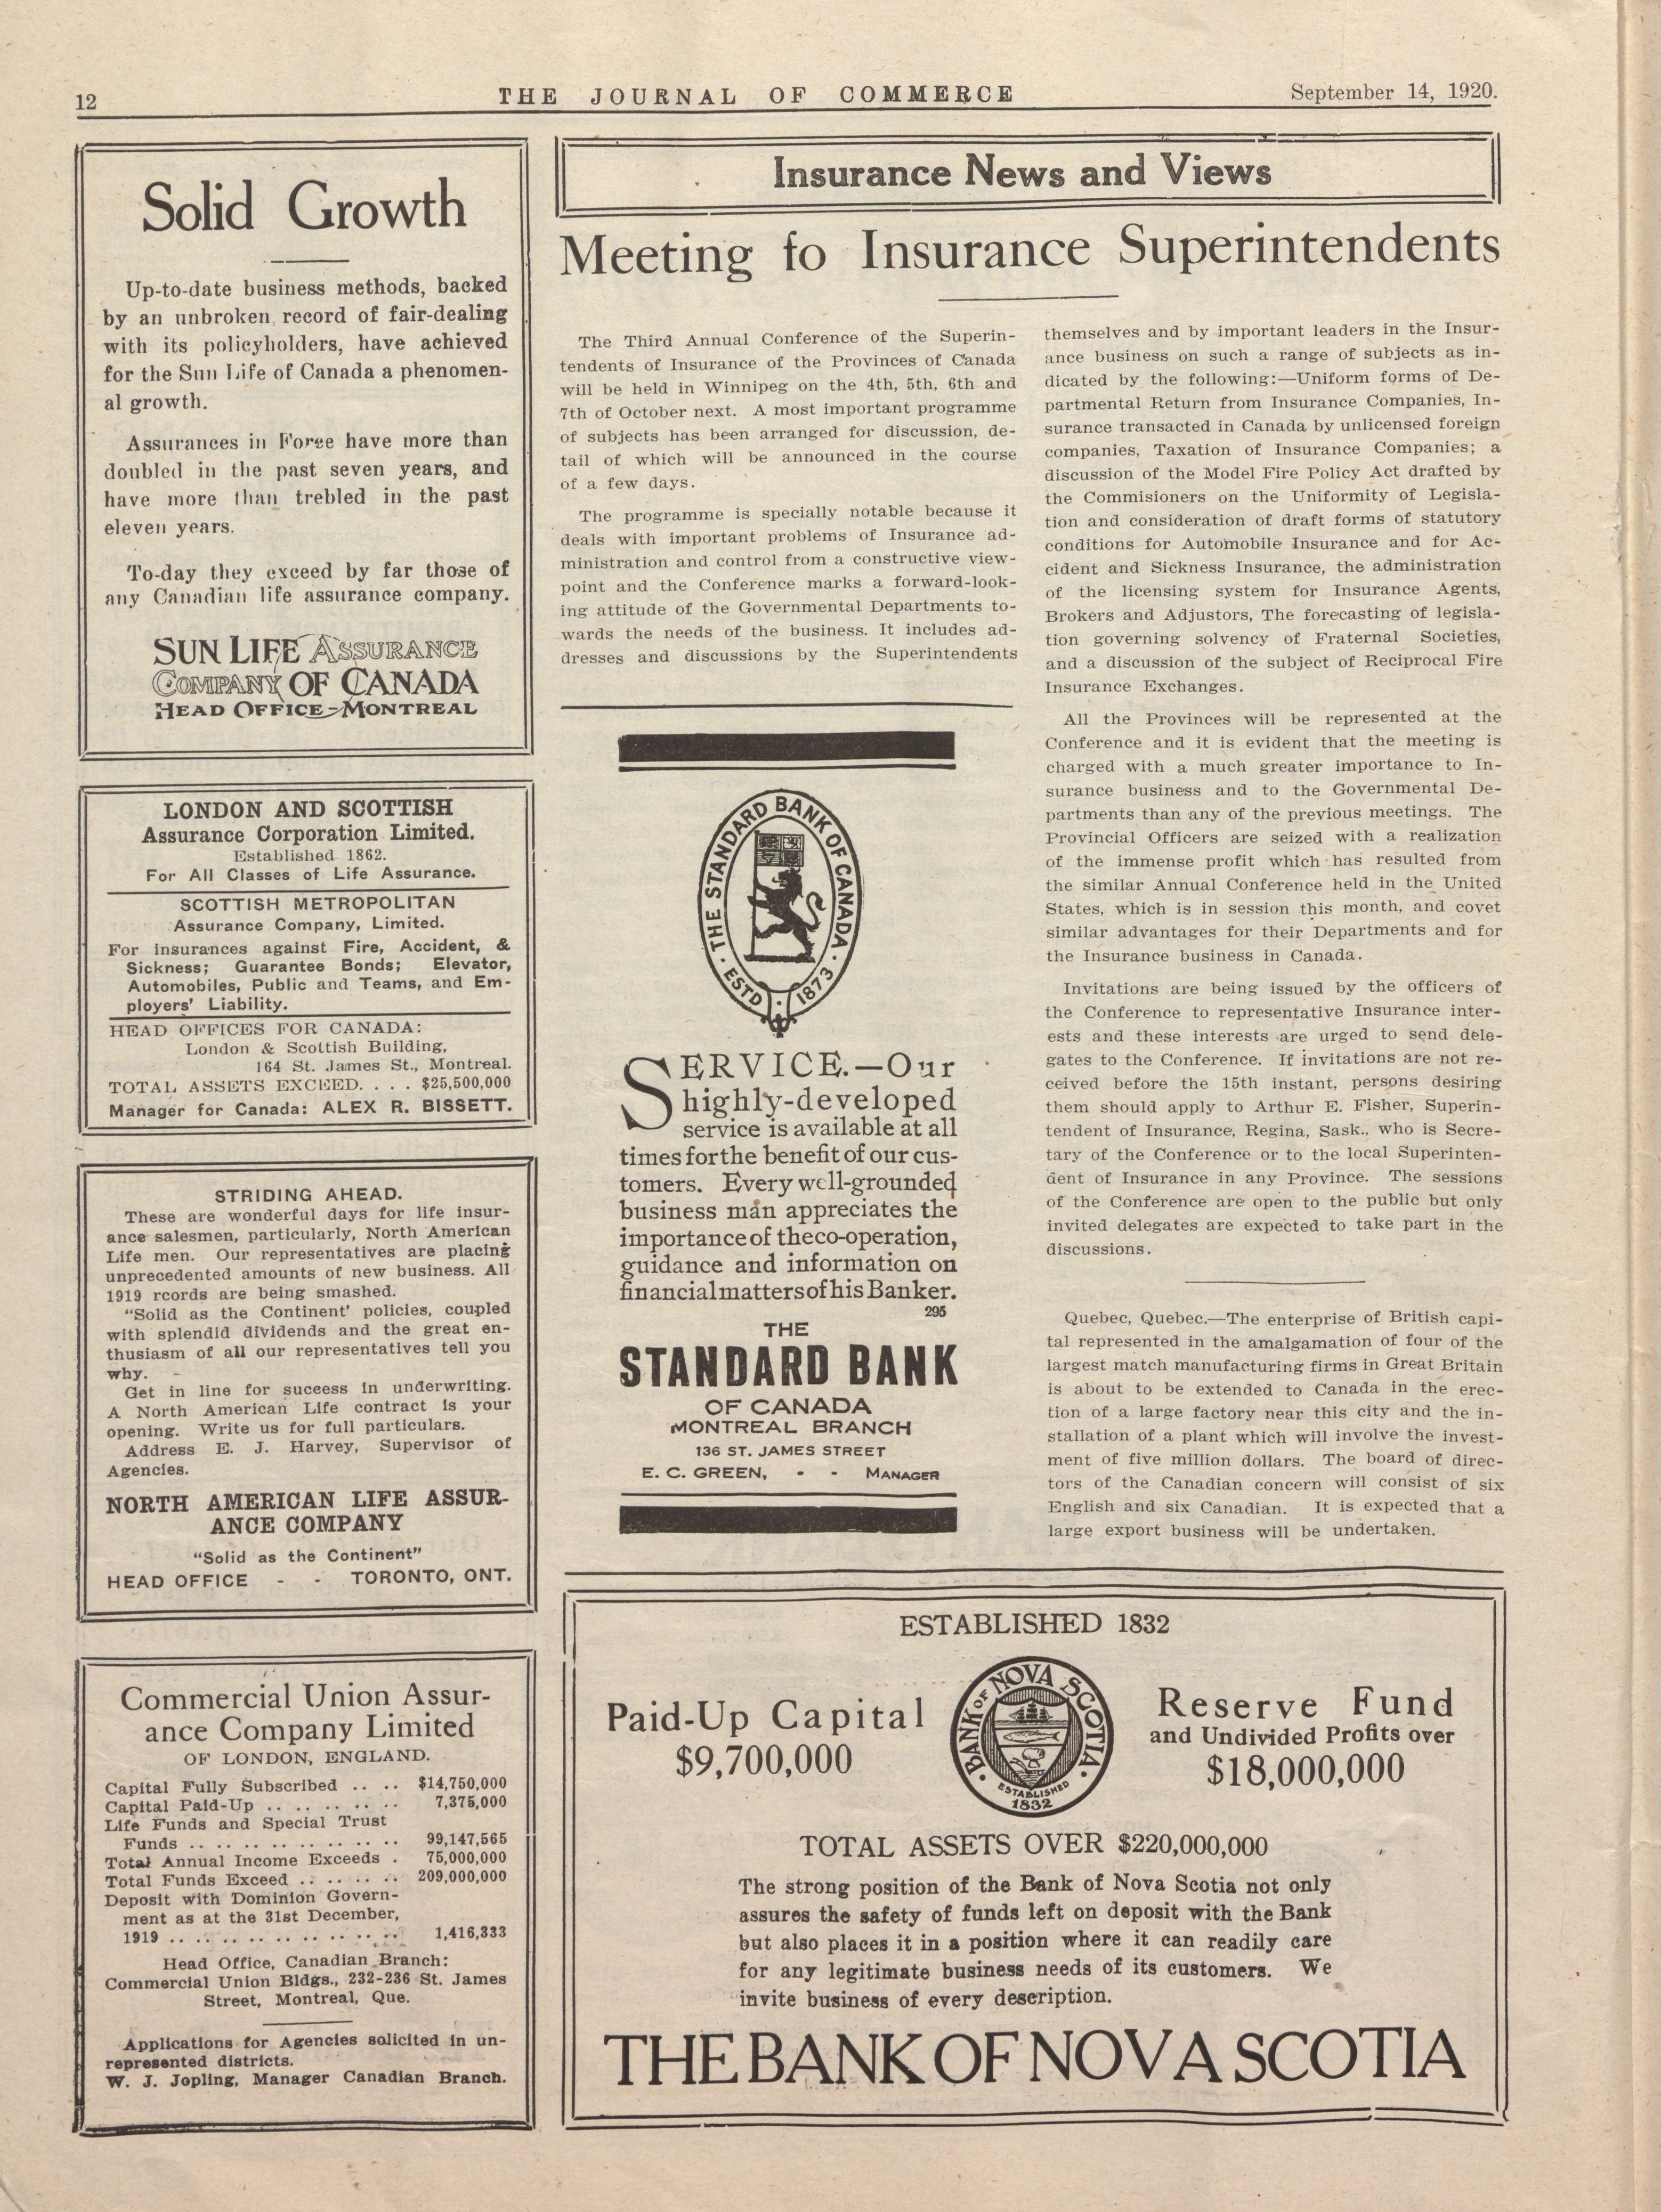 12
THE JOURNAL OF COMMERCE
September 14, 1920.
Solid Growth
Up-to-date business methods, backed
by an unbroken record of fair-dealing
with its policyholders, have achieved
for the Sun Life of Canada a phenomen-
al growth.
Assurances in Force have more than
doubled in the past seven years, and
have more than trebled in the past
eleven years.
To-day they exceed by far those of
any Canadian life assurance company.
SUN LIFE ASSURANCE
COMPANY OF CANADA
HEAD OFFICE-MONTREAL
LONDON AND SCOTTISH
Assurance Corporation Limited.
Established 1862.
For All Classes of Life Assurance.
SCOTTISH METROPOLITAN
Assurance Company, Limited.
For insurances against Fire, Accident, &
Sickness; Guarantee Bonds; Elevator,
Automobiles, Public and Teams, and Em-
ployers' Liability.
HEAD OFFICES FOR CANADA:
London & Scottish Building,
164 St. James St., Montreal.
TOTAL ASSETS EXCEED. . . . $25,500,000
Manager for Canada: ALEX R. BISSETT.
STRIDING AHEAD.
These are wonderful days for life insur-
ance salesmen, particularly, North American
Life men. Our representatives are placing
unprecedented amounts of new business. All
1919 rcords are being smashed.
"Solid as the Continent' policies, coupled
with splendid dividends and the great en-
thusiasm of all our representatives tell you
why.
Get in line for success in underwriting.
A North American Life contract is your
opening. Write us for full particulars.
Address E. J. Harvey, Supervisor of
Agencies.
NORTH AMERICAN LIFE ASSUR-
ANCE COMPANY
"Solid as the Continent"
HEAD OFFICE - - TORONTO, ONT.
Commercial Union Assur-
ance Company Limited
OF LONDON, ENGLAND.
Capital Fully Subscribed .. .. $14,750,000
Capital Paid-Up .. .. .. .. .. 7,375,000
Life Funds and Special Trust
Funds .. .. .. .. .. .. .. .. 99,147,565
Total Annual Income Exceeds . 75,000,000
Total Funds Exceed .. .. .. .. 209,000,000
Deposit with Dominion Govern-
ment as at the 31st December,
1919 .. .. .. .. .. .. .. .. .. 1,416,333
Head Office, Canadian Branch:
Commercial Union Bldgs., 232-236 St. James
Street, Montreal, Que.
Applications for Agencies solicited in un-
represented districts.
W. J. Jopling, Manager Canadian Branch.
Insurance News and Views
Meeting fo Insurance Superintendents
The Third Annual Conference of the Superin-
tendents of Insurance of the Provinces of Canada
will be held in Winnipeg on the 4th, 5th, 6th and
7th of October next. A most important programme
of subjects has been arranged for discussion, de-
tail of which will be announced in the course
of a few days.
The programme is specially notable because it
deals with important problems of Insurance ad-
ministration and control from a constructive view-
point and the Conference marks a forward-look-
ing attitude of the Governmental Departments to-
wards the needs of the business. It includes ad-
dresses and discussions by the Superintendents
themselves and by important leaders in the Insur-
ance business on such a range of subjects as in-
dicated by the following:—Uniform forms of De-
partmental Return from Insurance Companies, In-
surance transacted in Canada by unlicensed foreign
companies, Taxation of Insurance Companies; a
discussion of the Model Fire Policy Act drafted by
the Commisioners on the Uniformity of Legisla-
tion and consideration of draft forms of statutory
conditions for Automobile Insurance and for Ac-
cident and Sickness Insurance, the administration
of the licensing system for Insurance Agents,
Brokers and Adjustors, The forecasting of legisla-
tion governing solvency of Fraternal Societies,
and a discussion of the subject of Reciprocal Fire
Insurance Exchanges.
All the Provinces will be represented at the
Conference and it is evident that the meeting is
charged with a much greater importance to In-
surance business and to the Governmental De-
partments than any of the previous meetings. The
Provincial Officers are seized with a realization
of the immense profit which has resulted from
the similar Annual Conference held in the United
States, which is in session this month, and covet
similar advantages for their Departments and for
the Insurance business in Canada.
Invitations are being issued by the officers of
the Conference to representative Insurance inter-
ests and these interests are urged to send dele-
gates to the Conference. If invitations are not re-
ceived before the 15th instant, persons desiring
them should apply to Arthur E. Fisher, Superin-
tendent of Insurance, Regina, Sask., who is Secre-
tary of the Conference or to the local Superinten-
dent of Insurance in any Province. The sessions
of the Conference are open to the public but only
invited delegates are expected to take part in the
discussions.
Quebec, Quebec.—The enterprise of British capi-
tal represented in the amalgamation of four of the
largest match manufacturing firms in Great Britain
is about to be extended to Canada in the erec-
tion of a large factory near this city and the in-
stallation of a plant which will involve the invest-
ment of five million dollars. The board of direc-
tors of the Canadian concern will consist of six
English and six Canadian. It is expected that a
large export business will be undertaken.
THE STANDARD BANK OF CANADA
ESTD 1873
SERVICE.—Our
highly-developed
service is available at all
times for the benefit of our cus-
tomers. Every well-grounded
business man appreciates the
importance of the co-operation,
guidance and information on
financial matters of his Banker.
295
THE
STANDARD BANK
OF CANADA
MONTREAL BRANCH
136 ST. JAMES STREET
E. C. GREEN, - - MANAGER
ESTABLISHED 1832
Paid-Up Capital
$9,700,000
BANK OF NOVA SCOTIA
ESTABLISHED
1832
Reserve Fund
and Undivided Profits over
$18,000,000
TOTAL ASSETS OVER $220,000,000
The strong position of the Bank of Nova Scotia not only
assures the safety of funds left on deposit with the Bank
but also places it in a position where it can readily care
for any legitimate business needs of its customers. We
invite business of every description.
THE BANK OF NOVA SCOTIA